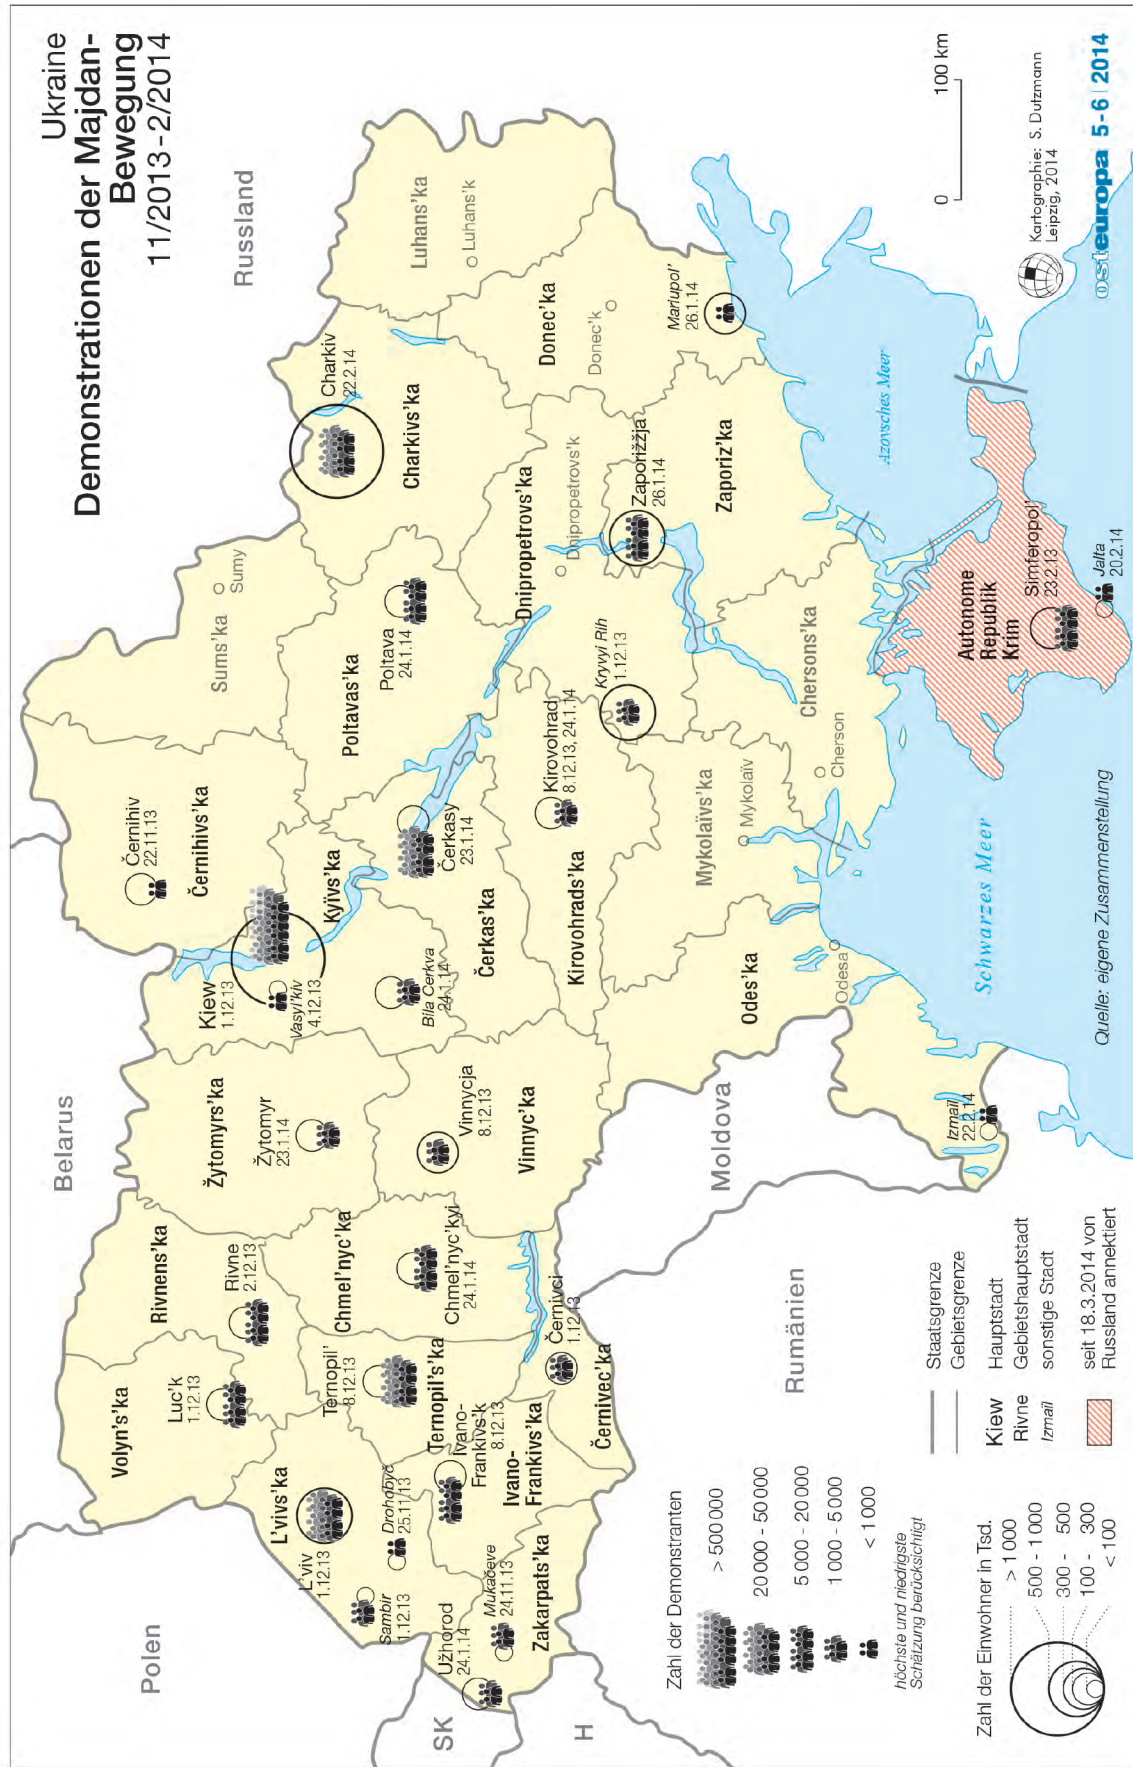 Ukraine
Demonstrationen der Majdan-
Bewegung
11/2013-2/2014
Polen
Belarus
Russland
SK
H
Rumänien
Moldova
Volyn's'ka
Luc'k
1.12.13
Rivnens'ka
Rivne
2.12.13
Žytomyrs'ka
Žytomyr
23.1.14
Kiew
1.12.13
Vasyl'kiv
4.12.13
Kyïvs'ka
Bila Cerkva
24.1.14
Černihivs'ka
Černihiv
22.11.13
Sums'ka
Sumy
L'vivs'ka
L'viv
1.12.13
Drohobyč
25.11.13
Sambir
1.12.13
Ternopil'
8.12.13
Ternopil's'ka
Chmel'nyc'ka
Chmel'nyc'kyi
24.1.14
Vinnycja
8.12.13
Vinnyc'ka
Čerkasy
23.1.14
Čerkas'ka
Poltavas'ka
Poltava
24.1.14
Charkiv
22.2.14
Charkivs'ka
Luhans'ka
Luhans'k
Užhorod
24.1.14
Mukačeve
24.11.13
Zakarpats'ka
Ivano-
Frankivs'k
8.12.13
Ivano-
Frankivs'ka
Černivci
1.12.13
Černivec'ka
Kirovohrad
8.12.13, 24.1.14
Kirovohrads'ka
Kryvyi Rih
1.12.13
Dnipropetrovs'ka
Dnipropetrovs'k
Donec'ka
Donec'k
Mariupol'
26.1.14
Zaporižžja
26.1.14
Zaporiz'ka
Odes'ka
Odesa
Izmaïl
22.2.14
Mykolaïvs'ka
Mykolaïv
Chersons'ka
Cherson
Autonome
Republik
Krim
Simferopol'
23.2.13
Jalta
20.2.14
Schwarzes Meer
Azovsches Meer
Zahl der Demonstranten
> 500 000
20 000 - 50 000
5 000 - 20 000
1 000 - 5 000
< 1 000
höchste und niedrigste
Schätzung berücksichtigt
Zahl der Einwohner in Tsd.
> 1 000
500 - 1 000
300 - 500
100 - 300
< 100
Staatsgrenze
Gebietsgrenze
Kiew Hauptstadt
Rivne Gebietshauptstadt
Izmaïl sonstige Stadt
seit 18.3.2014 von
Russland annektiert
Quelle: eigene Zusammenstellung
0 100 km
Kartographie: S. Dutzmann
Leipzig, 2014
osteuropa 5-6 | 2014